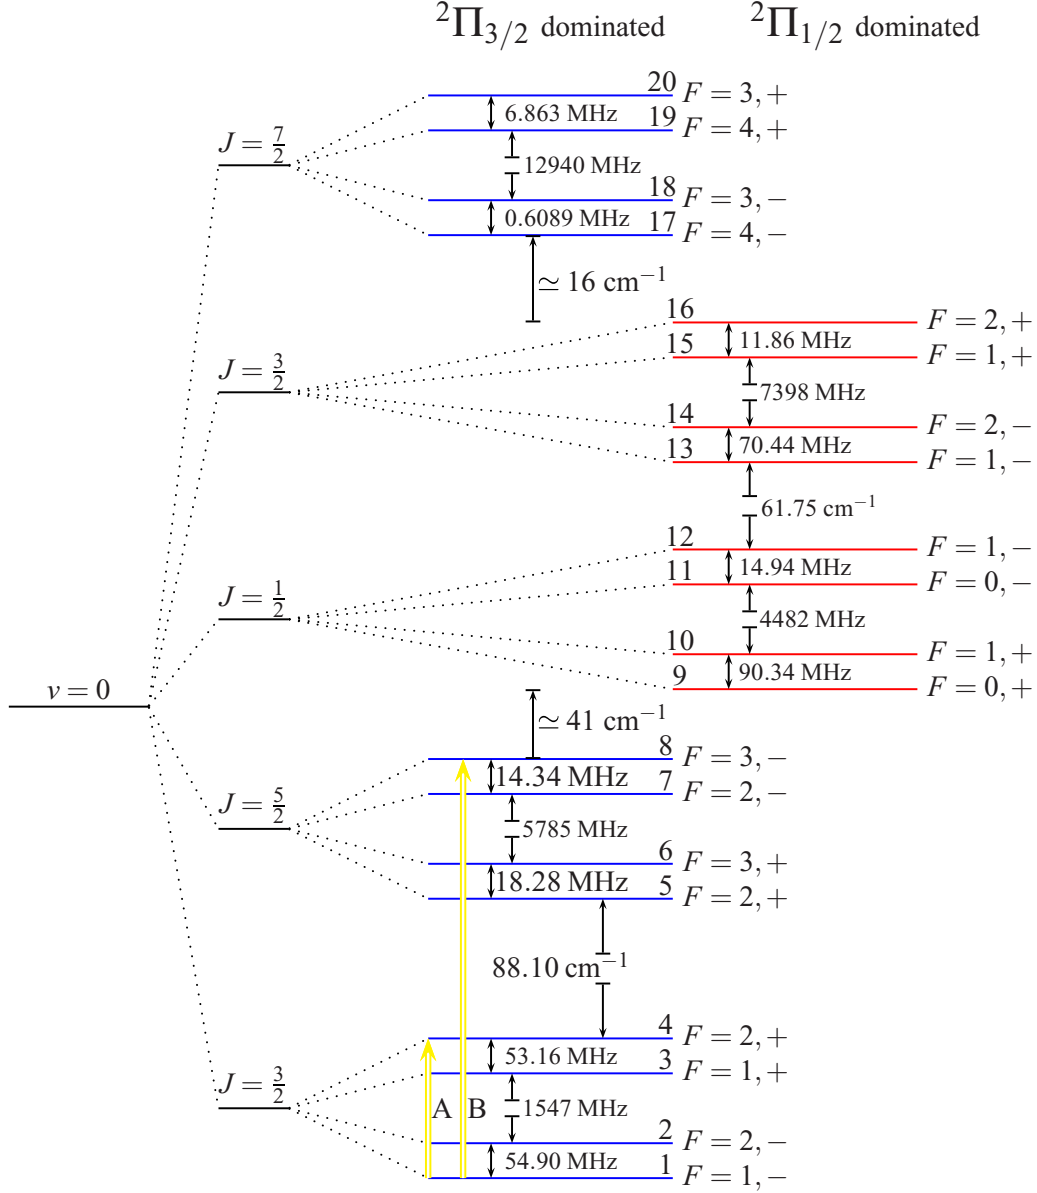 ²Π₃/₂ dominated ²Π₁/₂ dominated
20 F = 3, +
6.863 MHz
19 F = 4, +
J = 7/2
12940 MHz
18 F = 3, −
0.6089 MHz
17 F = 4, −
≃ 16 cm⁻¹
16 F = 2, +
11.86 MHz
15 F = 1, +
J = 3/2
7398 MHz
14 F = 2, −
70.44 MHz
13 F = 1, −
61.75 cm⁻¹
12 F = 1, −
14.94 MHz
11 F = 0, −
J = 1/2
4482 MHz
10 F = 1, +
90.34 MHz
9 F = 0, +
v = 0
≃ 41 cm⁻¹
8 F = 3, −
14.34 MHz
7 F = 2, −
J = 5/2
5785 MHz
6 F = 3, +
18.28 MHz
5 F = 2, +
88.10 cm⁻¹
4 F = 2, +
53.16 MHz
3 F = 1, +
J = 3/2
A B 1547 MHz
2 F = 2, −
54.90 MHz
1 F = 1, −